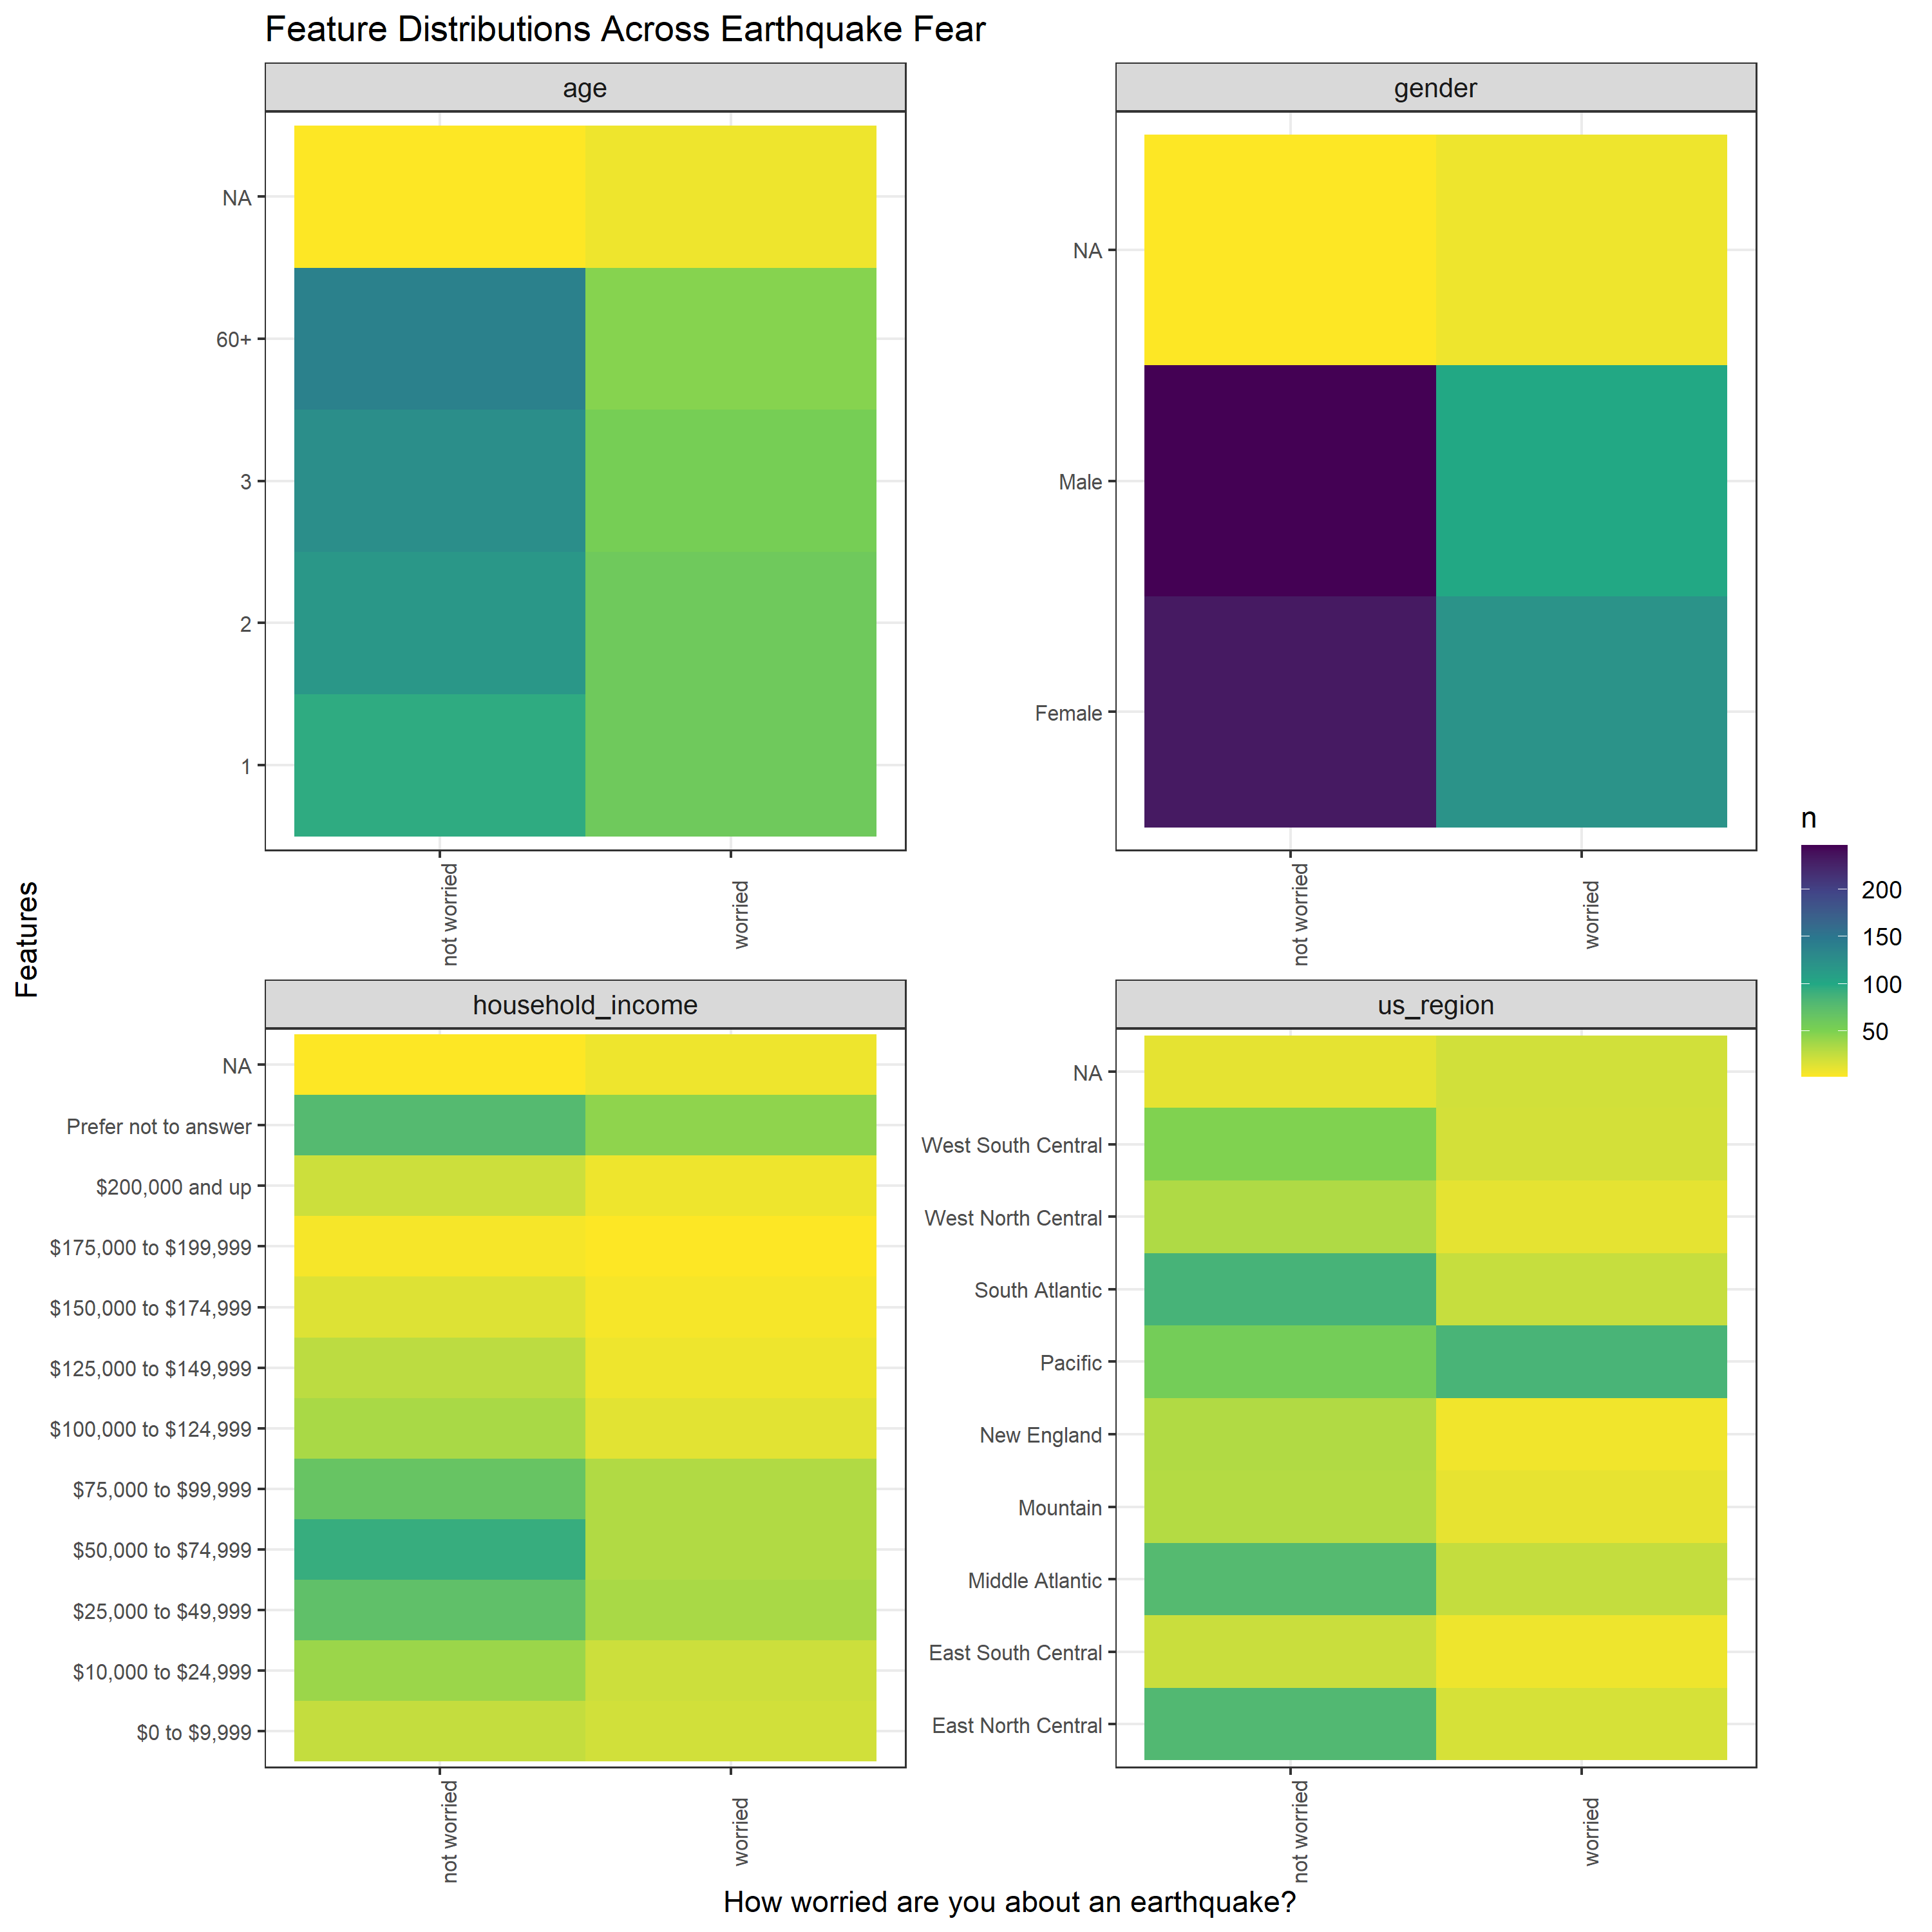 Feature Distributions Across Earthquake Fear
age
NA
60+
3
2
1
not worried
worried
gender
NA
Male
Female
not worried
worried
n
200
150
100
50
Features
household_income
NA
Prefer not to answer
$200,000 and up
$175,000 to $199,999
$150,000 to $174,999
$125,000 to $149,999
$100,000 to $124,999
$75,000 to $99,999
$50,000 to $74,999
$25,000 to $49,999
$10,000 to $24,999
$0 to $9,999
not worried
worried
us_region
NA
West South Central
West North Central
South Atlantic
Pacific
New England
Mountain
Middle Atlantic
East South Central
East North Central
not worried
worried
How worried are you about an earthquake?